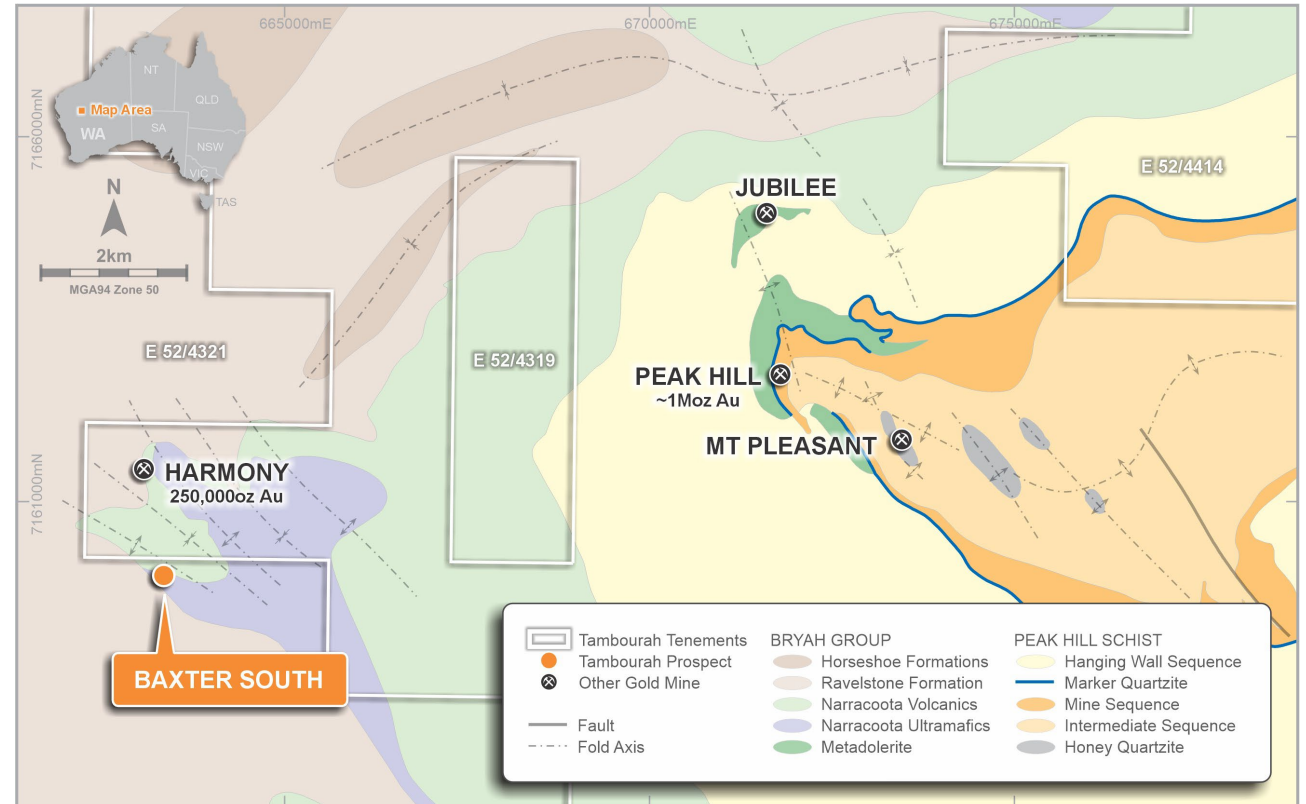 665000mE
670000mE
675000mE
7166000mN
7161000mN
NT
QLD
Map Area
WA
SA
NSW
VIC
TAS
N
2km
MGA94 Zone 50
E 52/4414
JUBILEE
E 52/4321
E 52/4319
PEAK HILL
~1Moz Au
MT PLEASANT
HARMONY
250,000oz Au
BAXTER SOUTH
Tambourah Tenements
Tambourah Prospect
Other Gold Mine
Fault
Fold Axis
BRYAH GROUP
Horseshoe Formations
Ravelstone Formation
Narracoota Volcanics
Narracoota Ultramafics
Metadolerite
PEAK HILL SCHIST
Hanging Wall Sequence
Marker Quartzite
Mine Sequence
Intermediate Sequence
Honey Quartzite